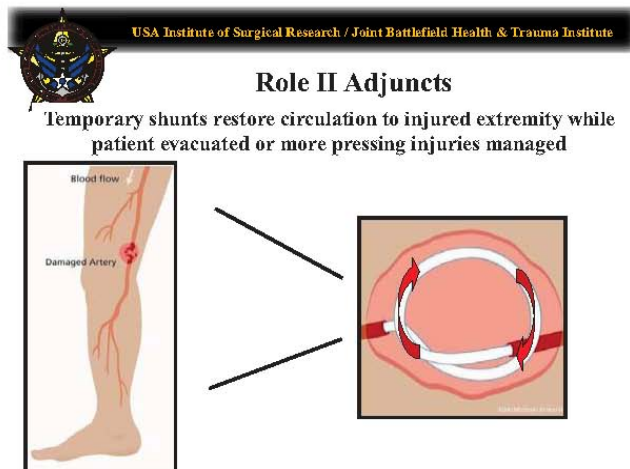 USA Institute of Surgical Research / Joint Battlefield Health & Trauma Institute
Role II Adjuncts
Temporary shunts restore circulation to injured extremity while
patient evacuated or more pressing injuries managed
Blood flow
Damaged Artery